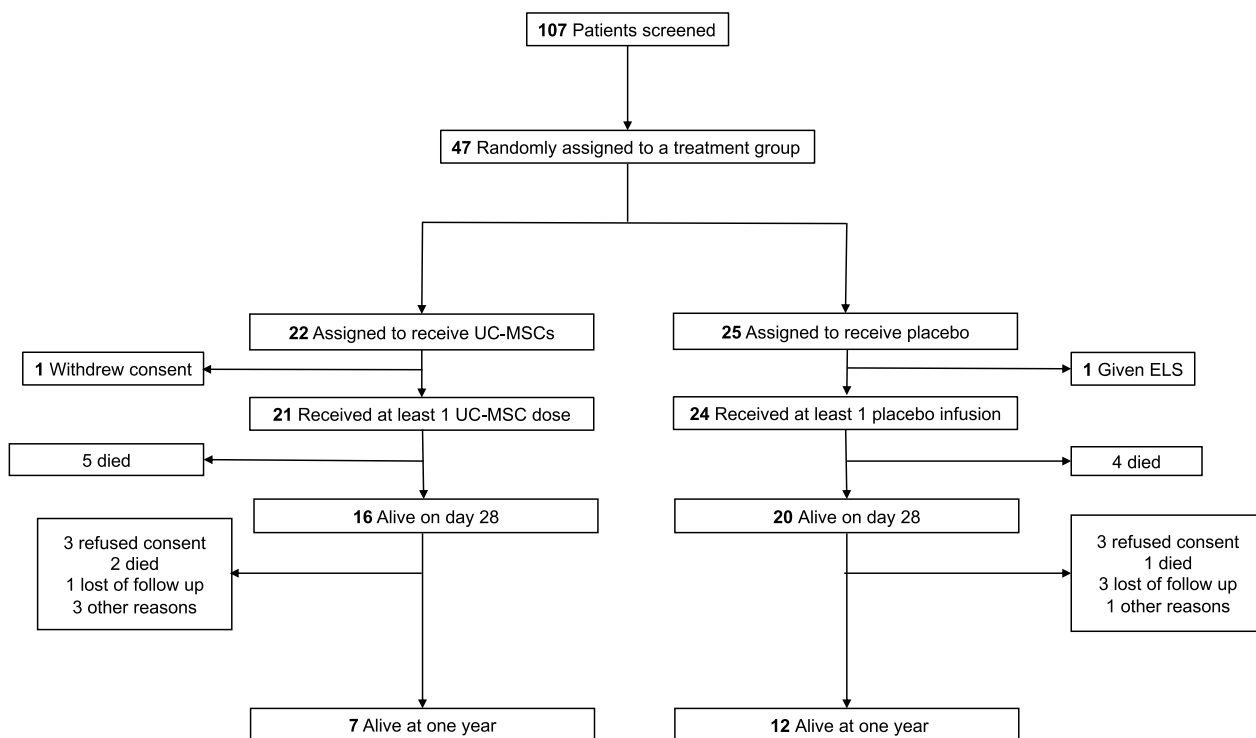 107 Patients screened
47 Randomly assigned to a treatment group
22 Assigned to receive UC-MSCs
25 Assigned to receive placebo
1 Withdrew consent
1 Given ELS
21 Received at least 1 UC-MSC dose
24 Received at least 1 placebo infusion
5 died
4 died
16 Alive on day 28
20 Alive on day 28
3 refused consent
2 died
1 lost of follow up
3 other reasons
3 refused consent
1 died
3 lost of follow up
1 other reasons
7 Alive at one year
12 Alive at one year